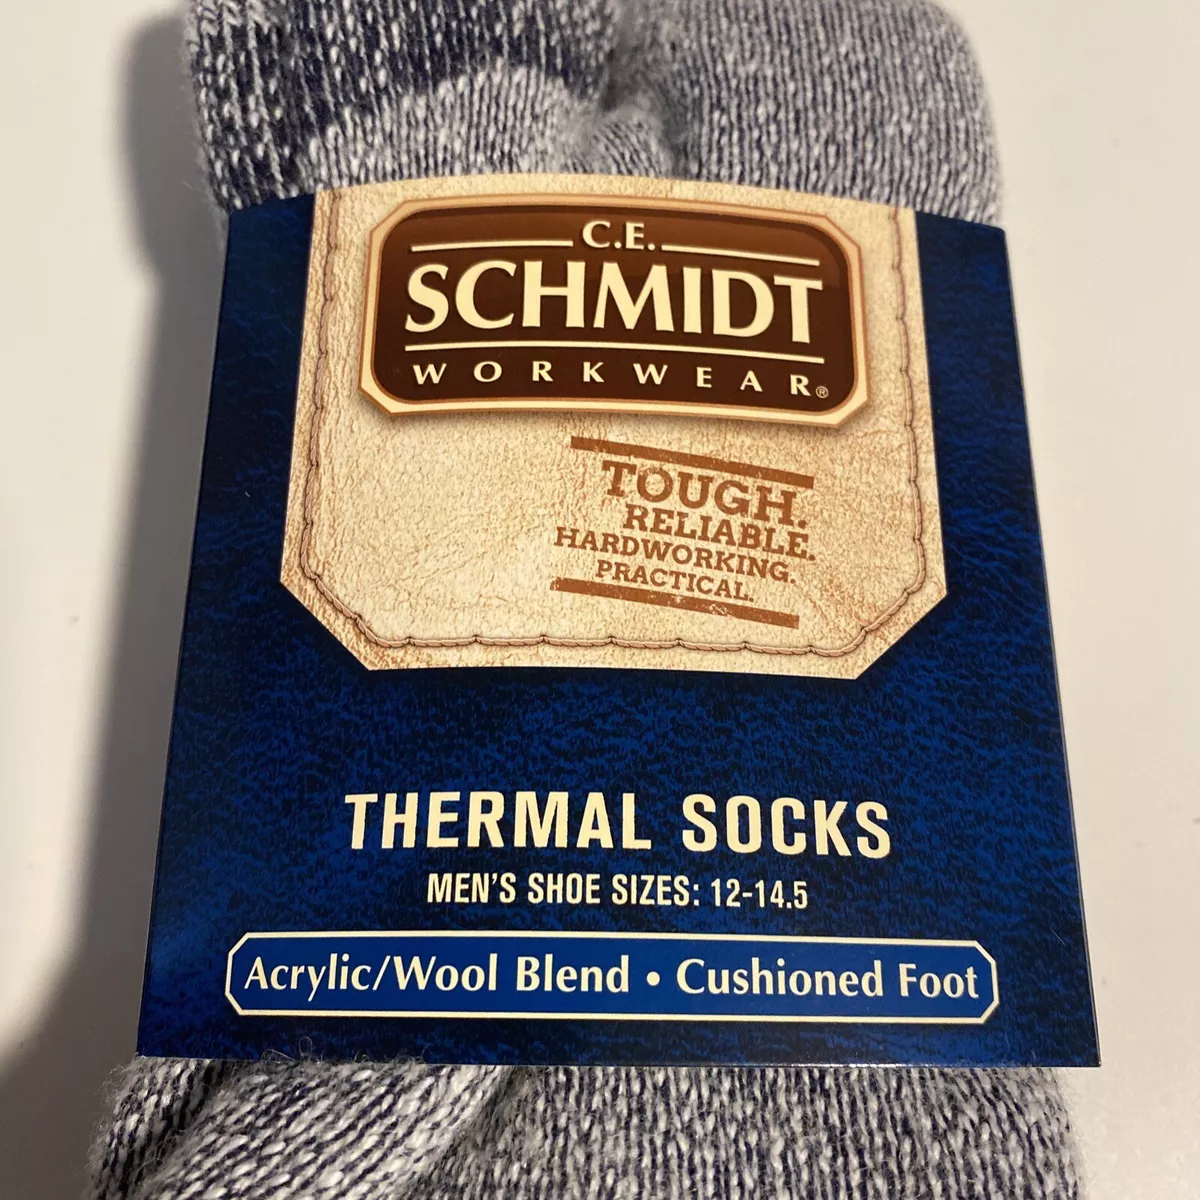 C.E.
SCHMIDT
WORKWEAR®
TOUGH.
RELIABLE.
HARDWORKING.
PRACTICAL.
THERMAL SOCKS
MEN'S SHOE SIZES: 12-14.5
Acrylic/Wool Blend • Cushioned Foot